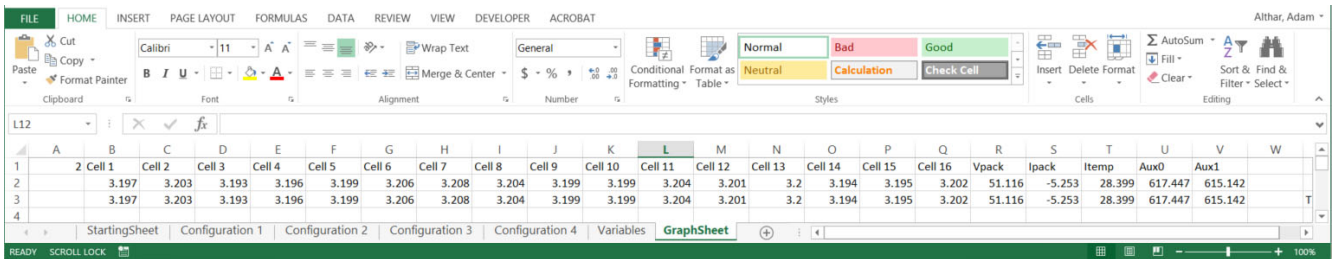 FILE HOME INSERT PAGE LAYOUT FORMULAS DATA REVIEW VIEW DEVELOPER ACROBAT Althar, Adam
Paste Cut Copy Format Painter Clipboard
Calibri 11 A A B I U A Font
Wrap Text Merge & Center Alignment
General $ % , Number
Conditional Formatting Format as Table Normal Bad Good Neutral Calculation Check Cell Styles
Insert Delete Format Cells
AutoSum Fill Clear Sort & Filter Find & Select Editing
L12 fx
A B C D E F G H I J K L M N O P Q R S T U V W
1 2 Cell 1 Cell 2 Cell 3 Cell 4 Cell 5 Cell 6 Cell 7 Cell 8 Cell 9 Cell 10 Cell 11 Cell 12 Cell 13 Cell 14 Cell 15 Cell 16 Vpack Ipack Itemp Aux0 Aux1
2 3.197 3.203 3.193 3.196 3.199 3.206 3.208 3.204 3.199 3.199 3.204 3.201 3.2 3.194 3.195 3.202 51.116 -5.253 28.399 617.447 615.142
3 3.197 3.203 3.193 3.196 3.199 3.206 3.208 3.204 3.199 3.199 3.204 3.201 3.2 3.194 3.195 3.202 51.116 -5.253 28.399 617.447 615.142 T
4
StartingSheet Configuration 1 Configuration 2 Configuration 3 Configuration 4 Variables GraphSheet
READY SCROLL LOCK 100%